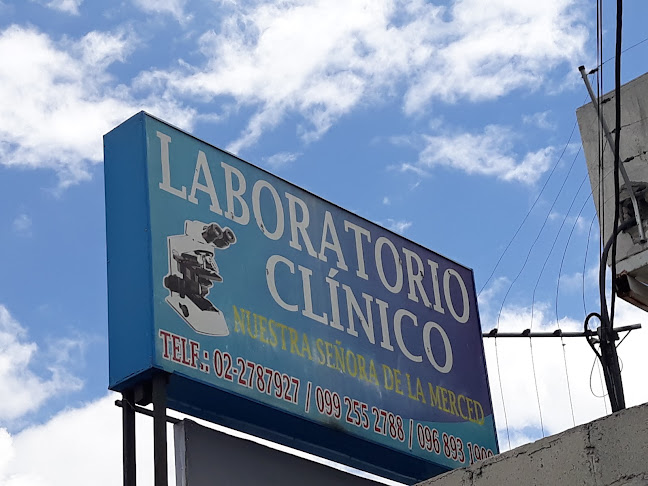 LABORATORIO
CLÍNICO
NUESTRA SEÑORA DE LA MERCED
TELF.: 02-2787927 / 099 255 2788 / 096 893